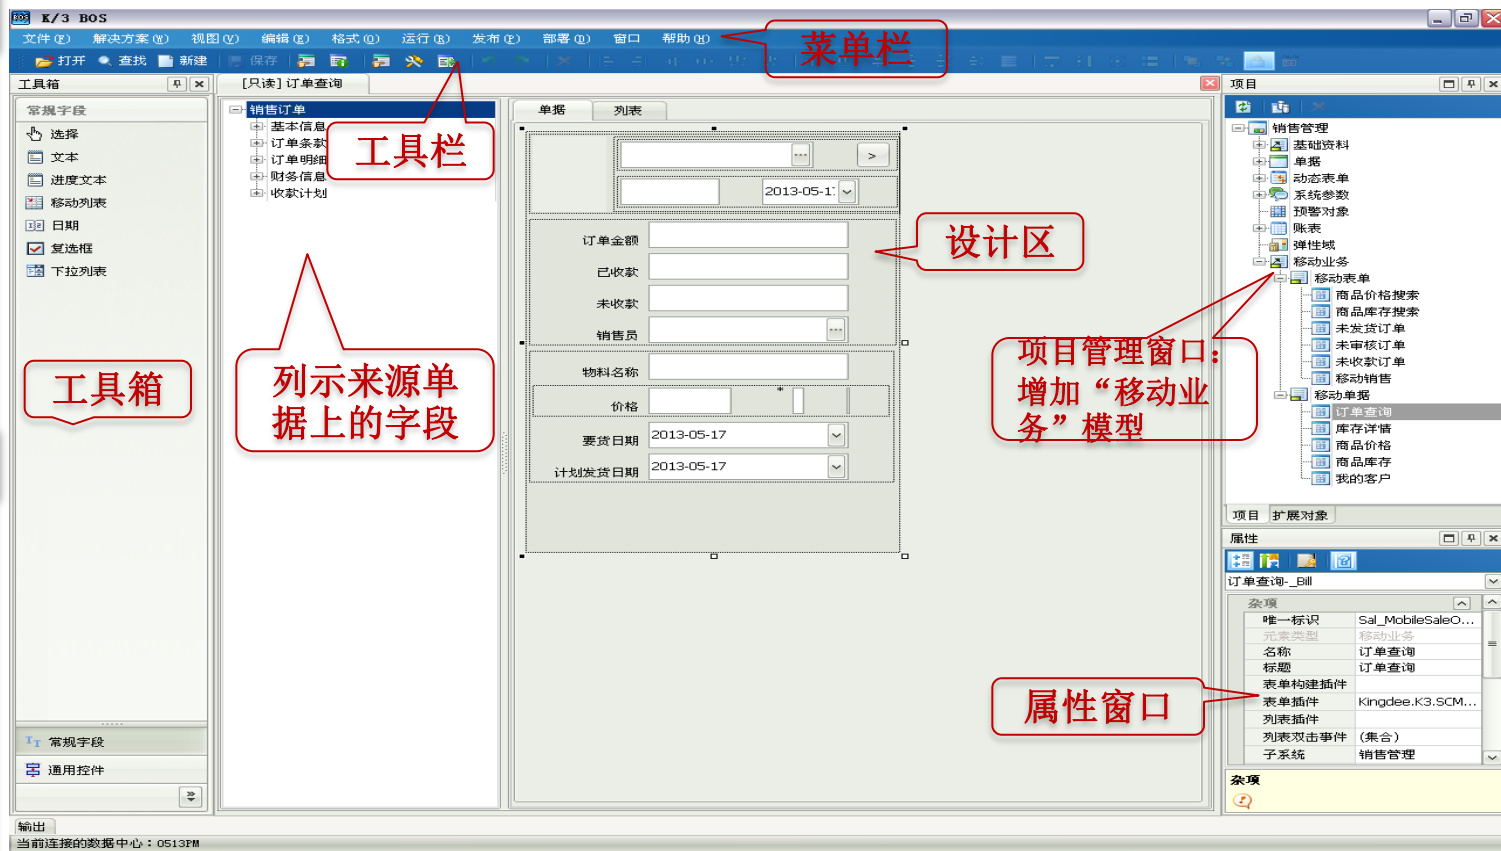 K/3 BOS
文件(F) 解决方案(W) 视图(V) 编辑(E) 格式(O) 运行(R) 发布(P) 部署(D) 窗口 帮助(H)
菜单栏
打开 查找 新建 保存
工具箱
[只读]订单查询
项目
常规字段
选择
文本
进度文本
移动列表
日期
复选框
下拉列表
工具箱
常规字段
通用控件
销售订单
基本信息
订单条款
订单明细
财务信息
收款计划
工具栏
列示来源单
据上的字段
单据 列表
>
2013-05-1
订单金额
已收款
未收款
销售员
物料名称
价格 *
要货日期 2013-05-17
计划发货日期 2013-05-17
设计区
销售管理
基础资料
单据
动态表单
系统参数
预警对象
账表
弹性域
移动业务
移动表单
商品价格搜索
商品库存搜索
未发货订单
未审核订单
未收款订单
移动销售
移动单据
订单查询
库存详情
商品价格
商品库存
我的客户
项目管理窗口：
增加“移动业
务”模型
项目 扩展对象
属性
订单查询-_Bill
杂项
唯一标识 Sal_MobileSaleO...
元素类型 移动业务
名称 订单查询
标题 订单查询
表单构建插件
表单插件 Kingdee.K3.SCM...
列表插件
列表双击事件 (集合)
子系统 销售管理
属性窗口
杂项
输出
当前连接的数据中心：0513PM